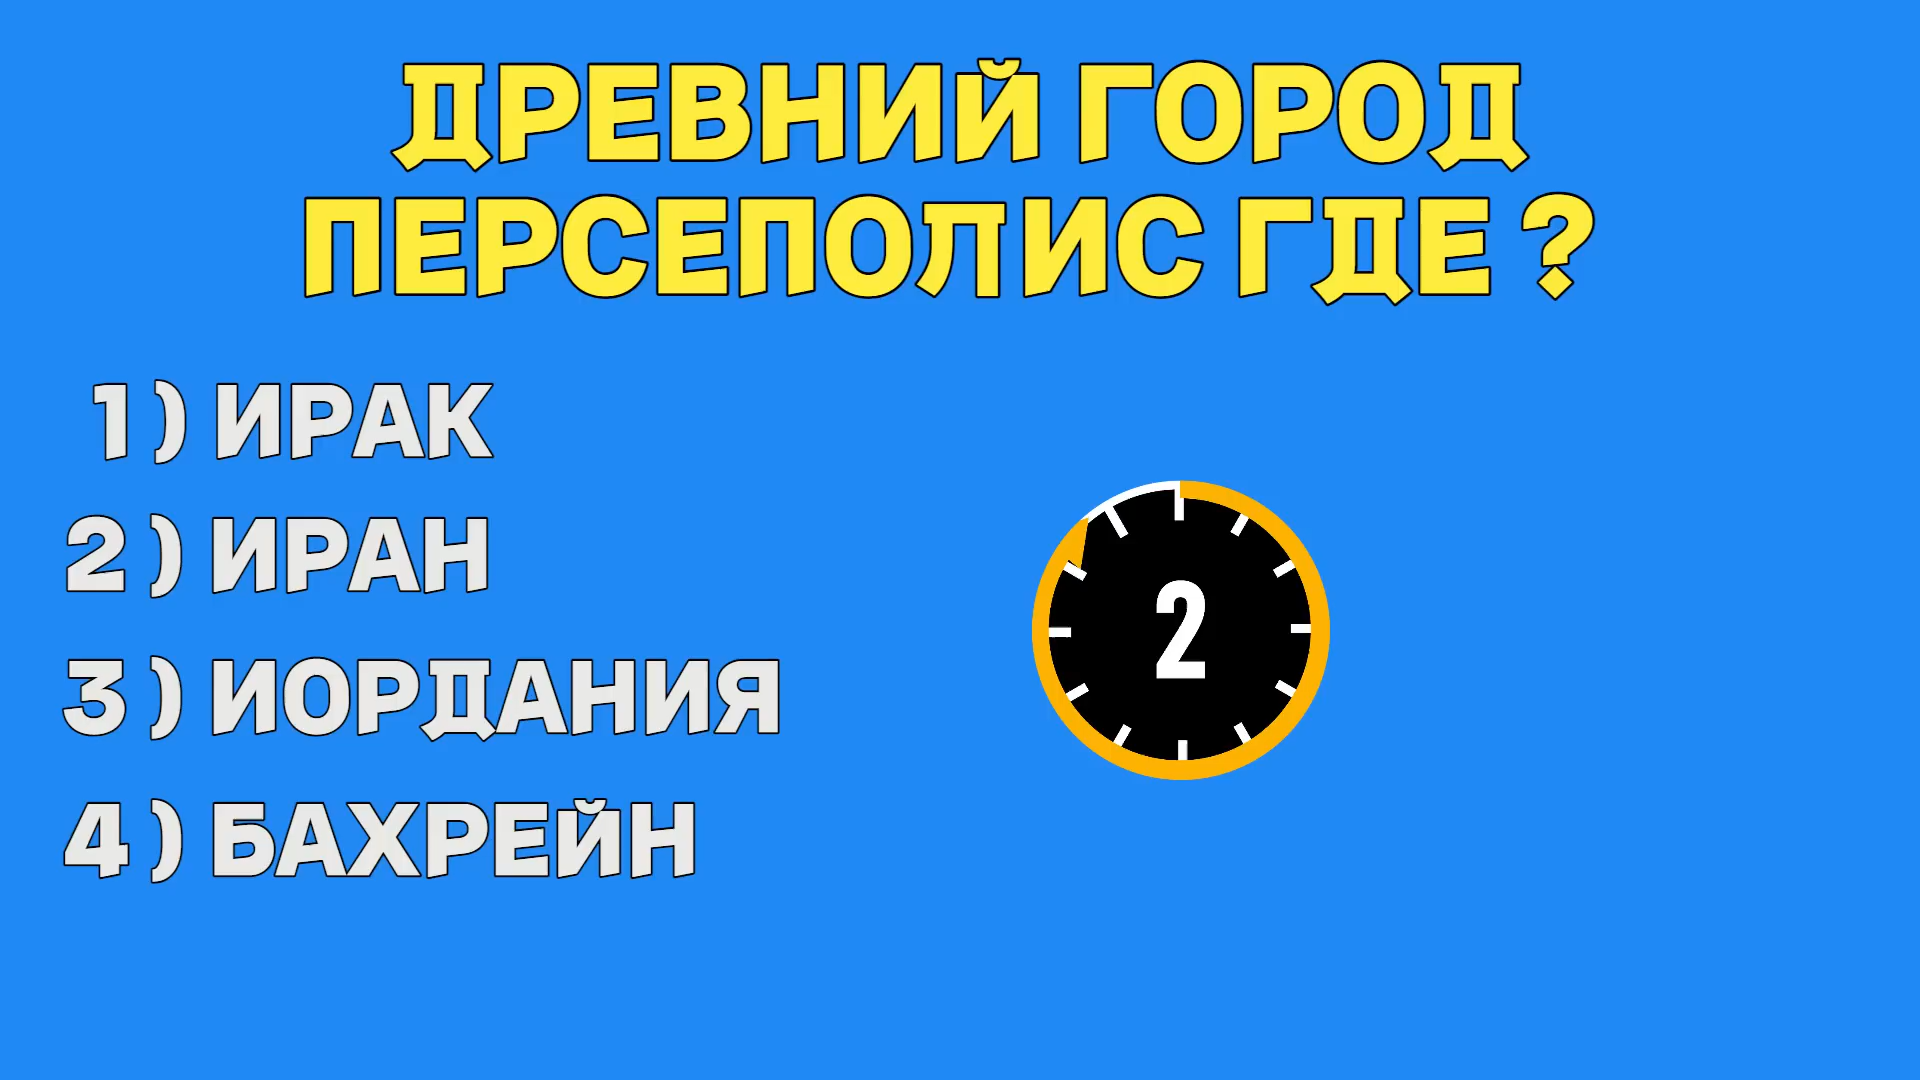 ДРЕВНИЙ ГОРОД
ПЕРСЕПОЛИС ГДЕ ?
1 ) ИРАК
2 ) ИРАН
3 ) ИОРДАНИЯ
4 ) БАХРЕЙН
2